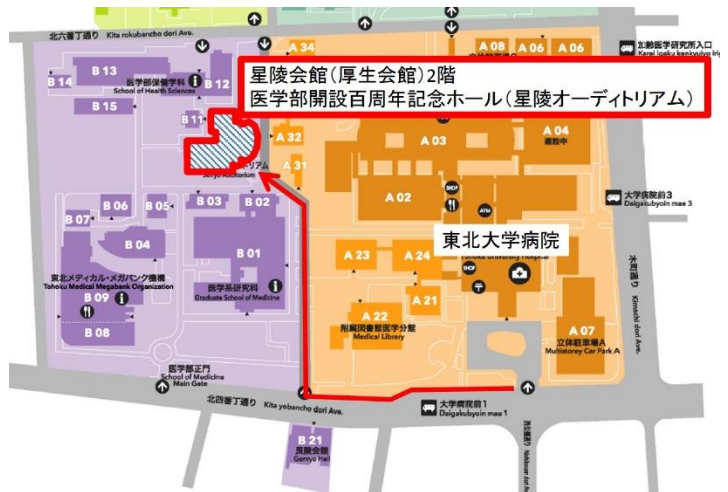 北六番丁通り Kita rokubancho dori Ave.
加齢医学研究所入口
B 13
B 14
医学部保健学科
School of Health Sciences
B 12
B 15
B 11
A 34
A 08
A 06
A 06
星陵会館（厚生会館）2階
医学部開設百周年記念ホール（星陵オーディトリアム）
A 32
A 31
A 03
A 04
建設中
Seiryo Auditorium
SHOP
ATM
A 02
大学病院前3
Daigakubyoin mae 3
B 03
B 02
B 06
B 05
B 07
B 04
B 01
東北大学病院
Tohoku University Hospital
A 23
A 24
SHOP
A 21
A 22
附属図書館医学分館
Medical Library
木町通り Kimachi dori Ave.
東北メディカル・メガバンク機構
Tohoku Medical Megabank Organization
B 09
B 08
医学系研究科
Graduate School of Medicine
A 07
立体駐車場A
Multistorey Car Park A
医学部正門
School of Medicine
Main Gate
北四番丁通り Kita yobancho dori Ave.
大学病院前1
Daigakubyoin mae 1
B 21
艮陵会館
Gonryo Hall